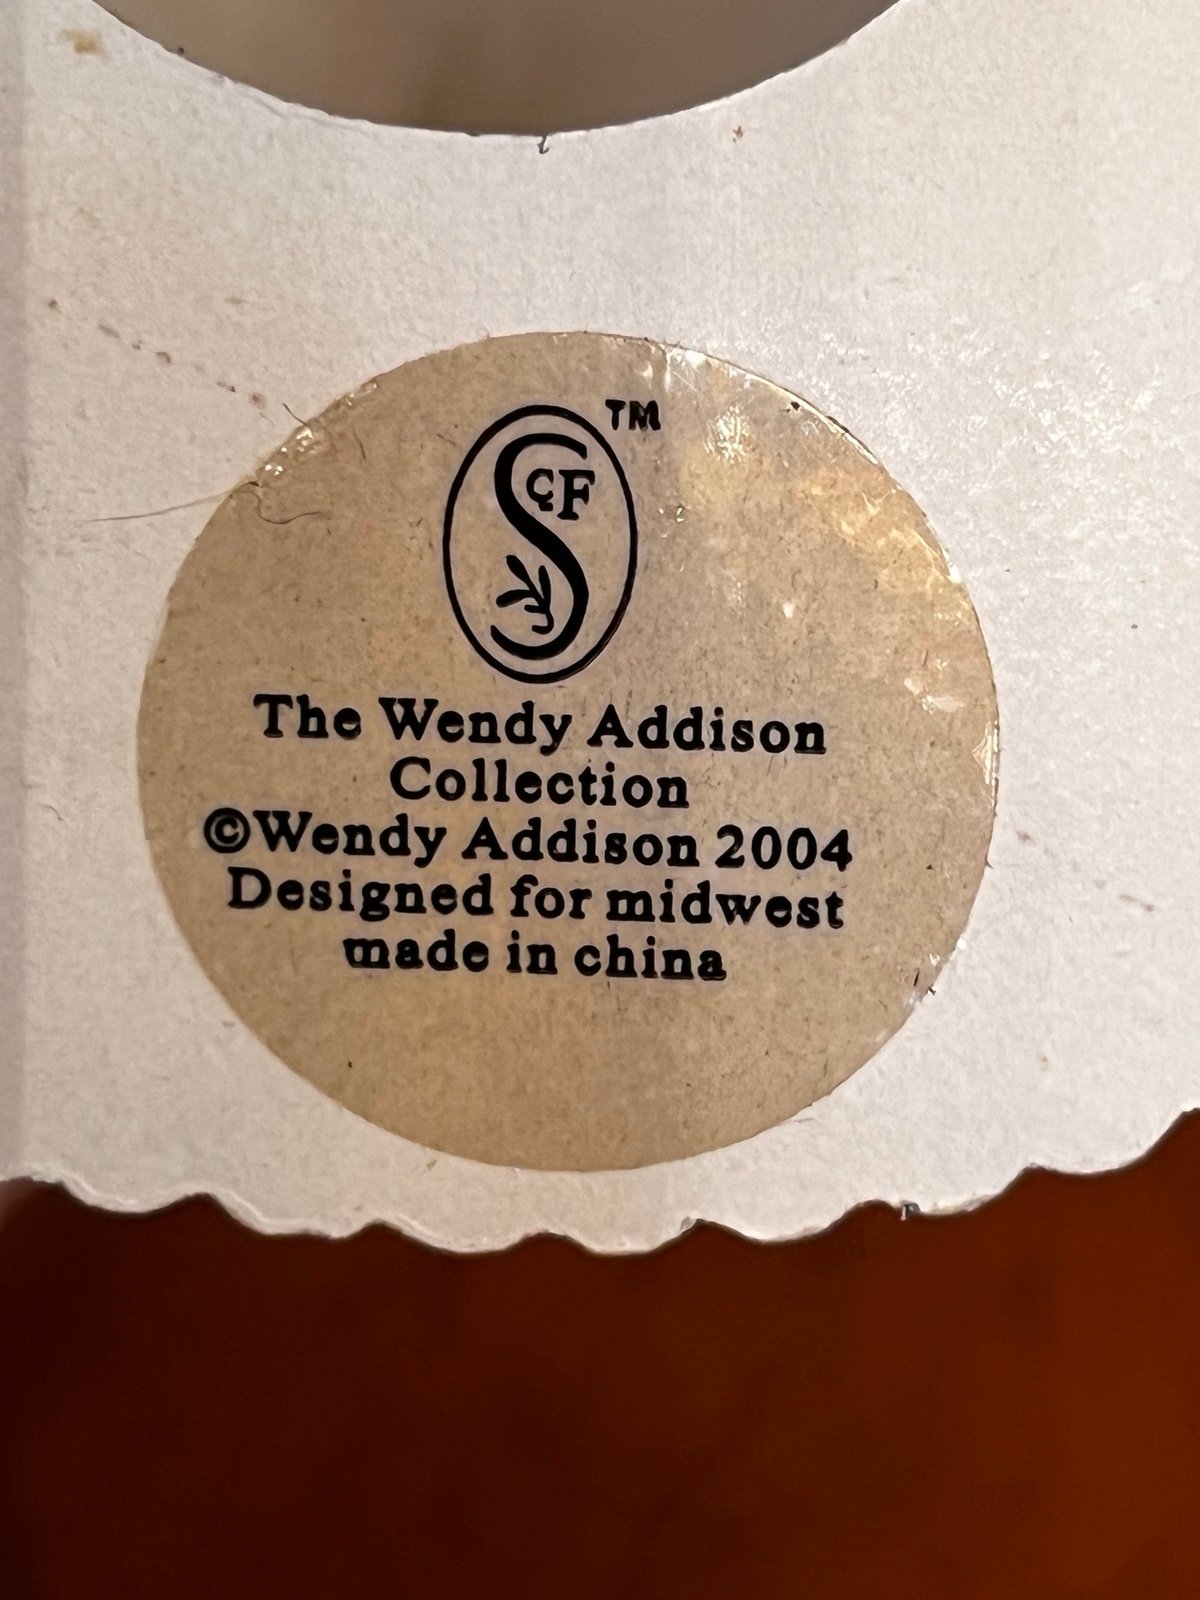 TM
S
CF
The Wendy Addison
Collection
©Wendy Addison 2004
Designed for midwest
made in china